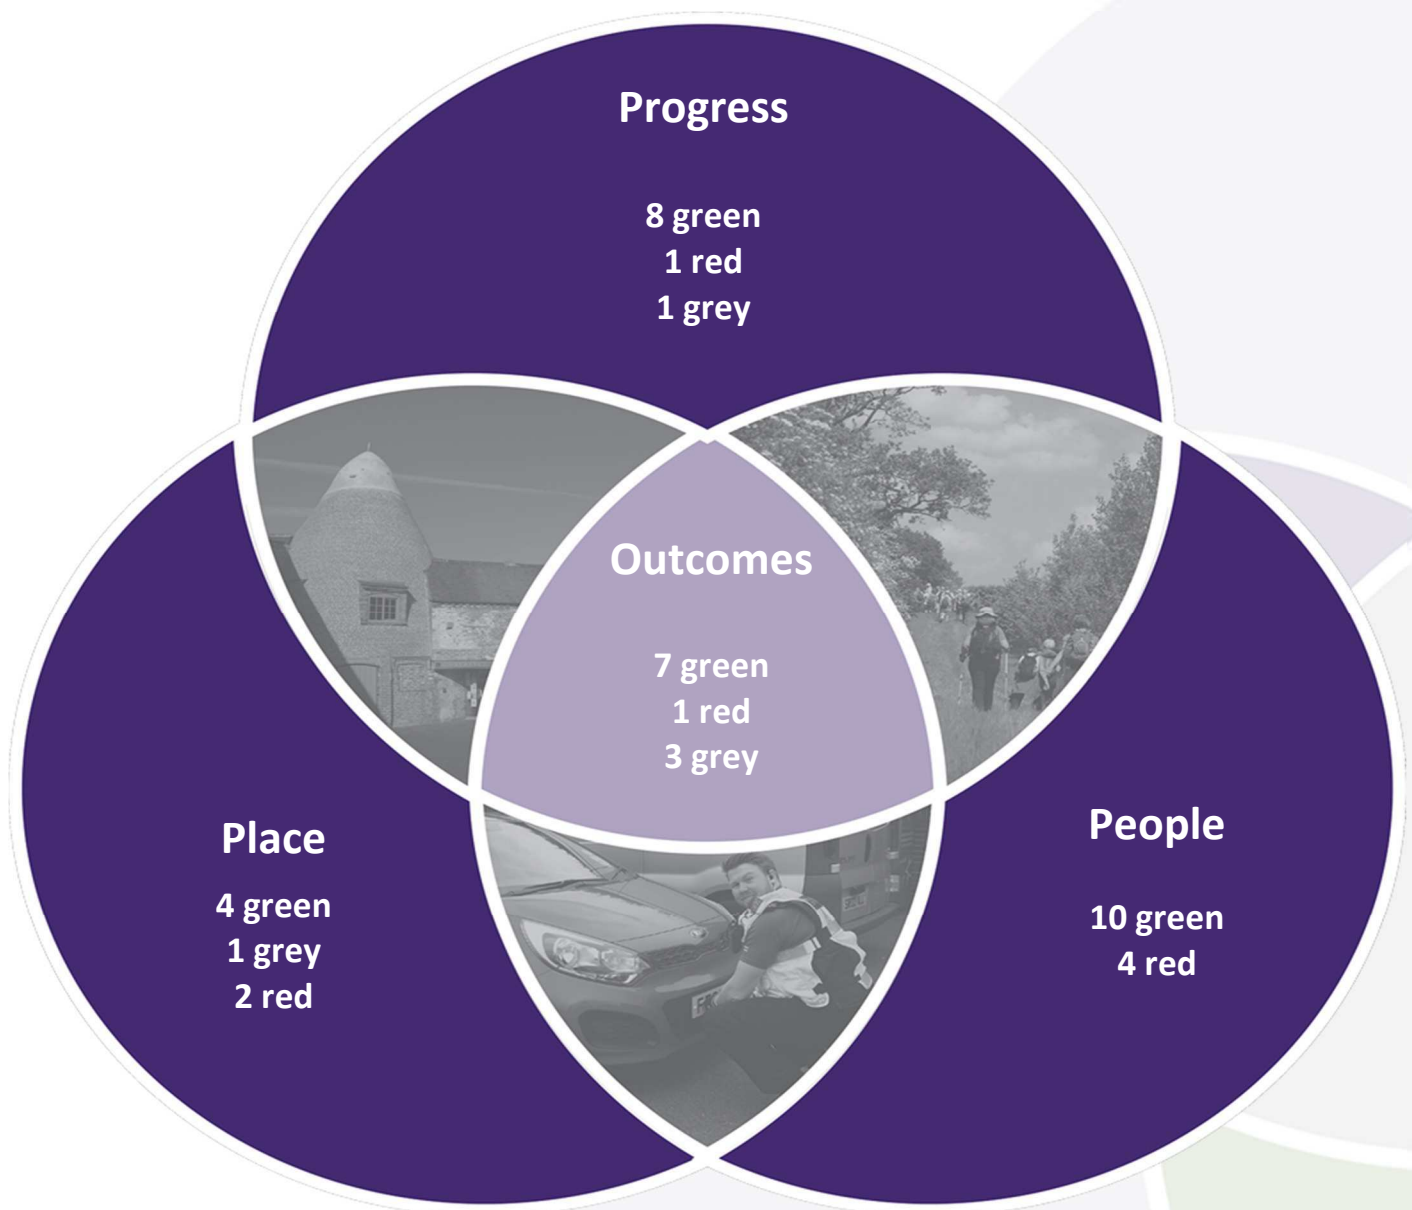 Progress
8 green
1 red
1 grey
Outcomes
7 green
1 red
3 grey
Place
4 green
1 grey
2 red
People
10 green
4 red